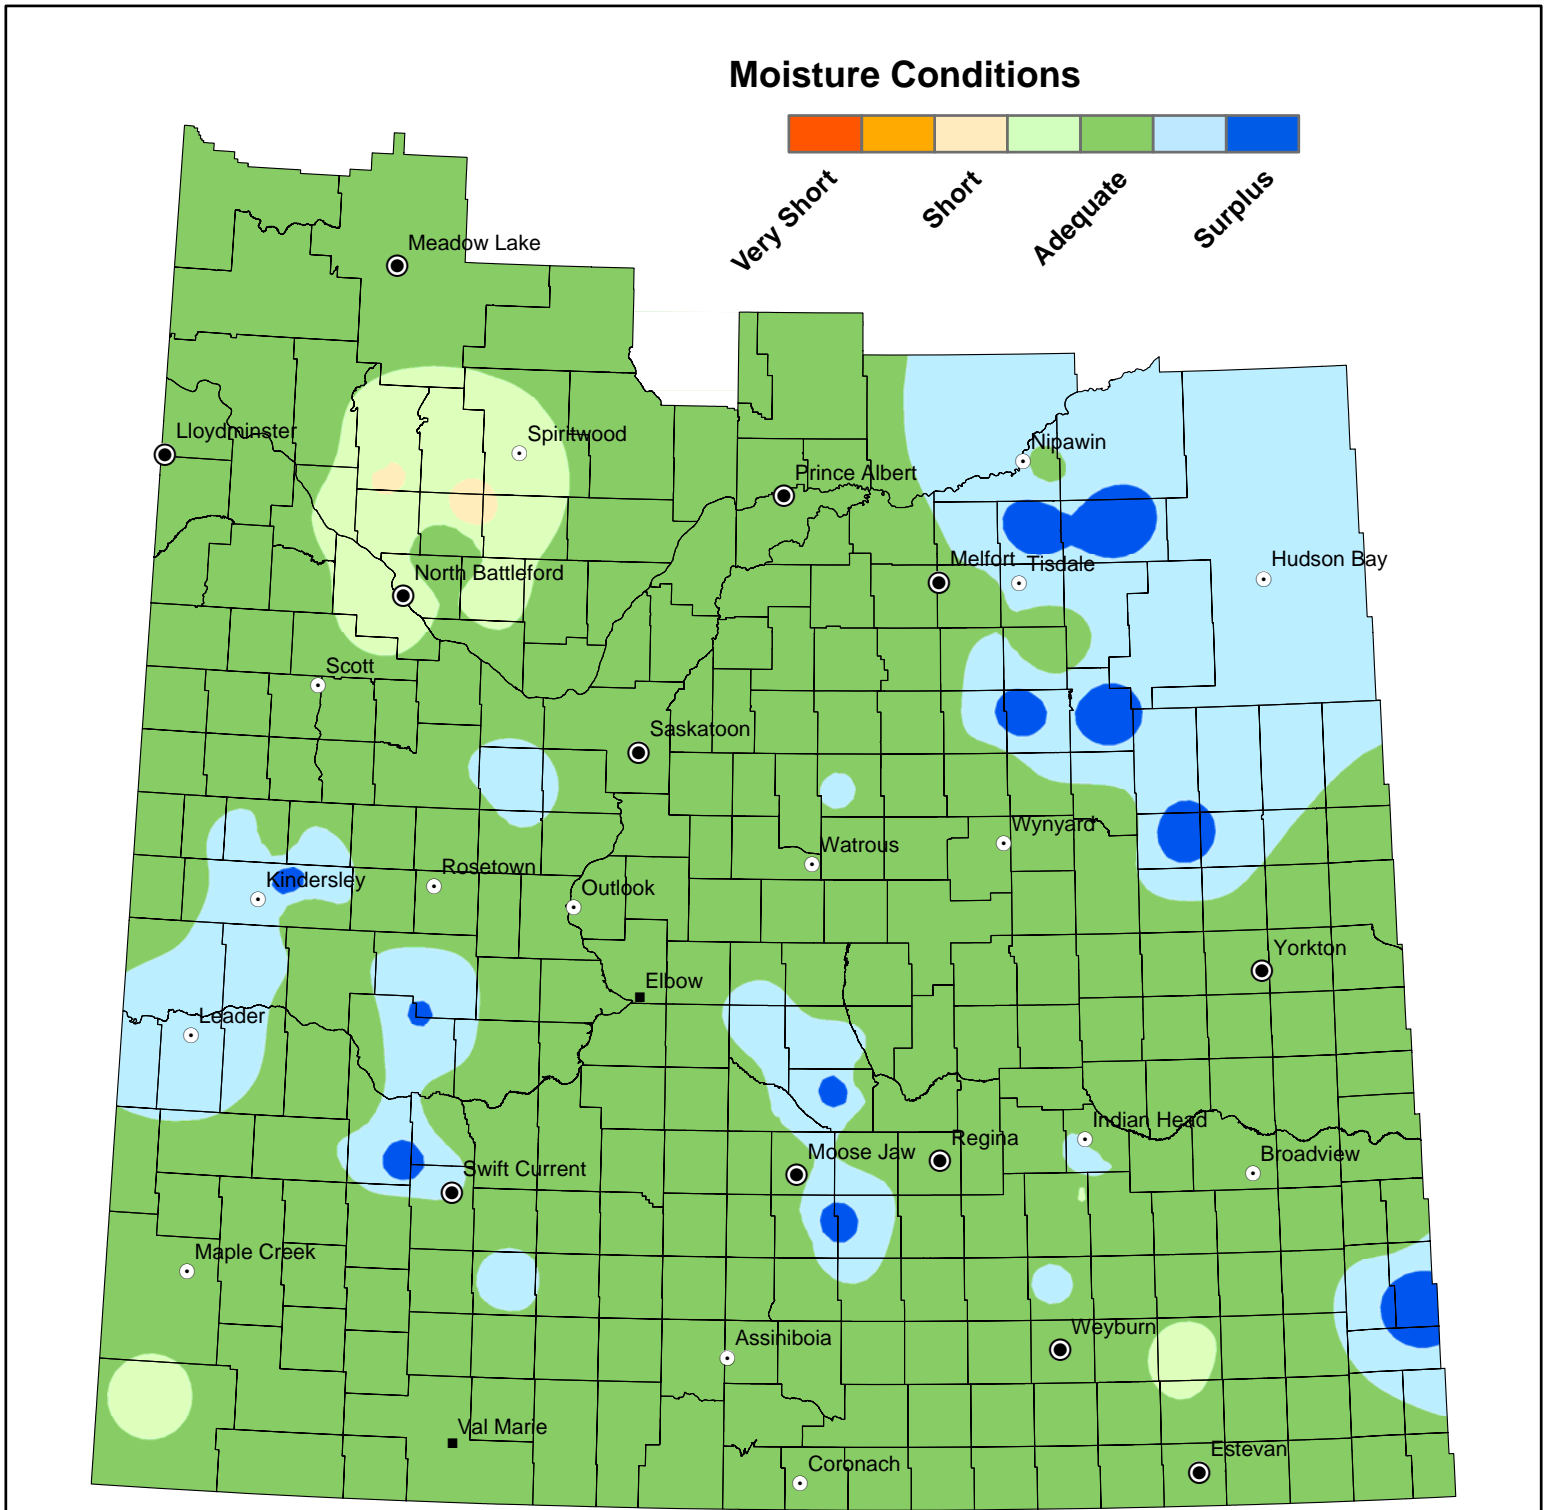 Moisture Conditions
Very Short
Short
Adequate
Surplus
Meadow Lake
Lloydminster
Spiritwood
Nipawin
Prince Albert
Melfort
Tisdale
Hudson Bay
North Battleford
Scott
Saskatoon
Wynyard
Watrous
Rosetown
Kindersley
Outlook
Yorkton
Elbow
Leader
Indian Head
Regina
Moose Jaw
Broadview
Swift Current
Maple Creek
Weyburn
Assiniboia
Val Marie
Estevan
Coronach